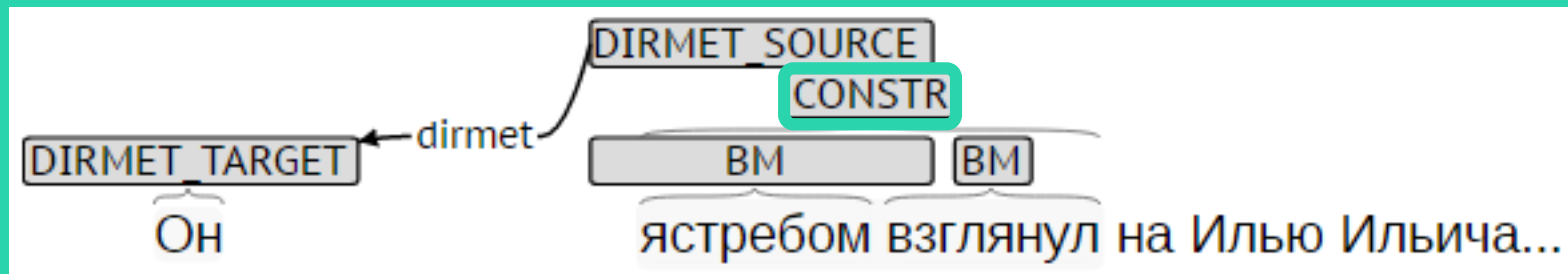 DIRMET_SOURCE
CONSTR
dirmet
DIRMET_TARGET BM BM
Он ястребом взглянул на Илью Ильича...